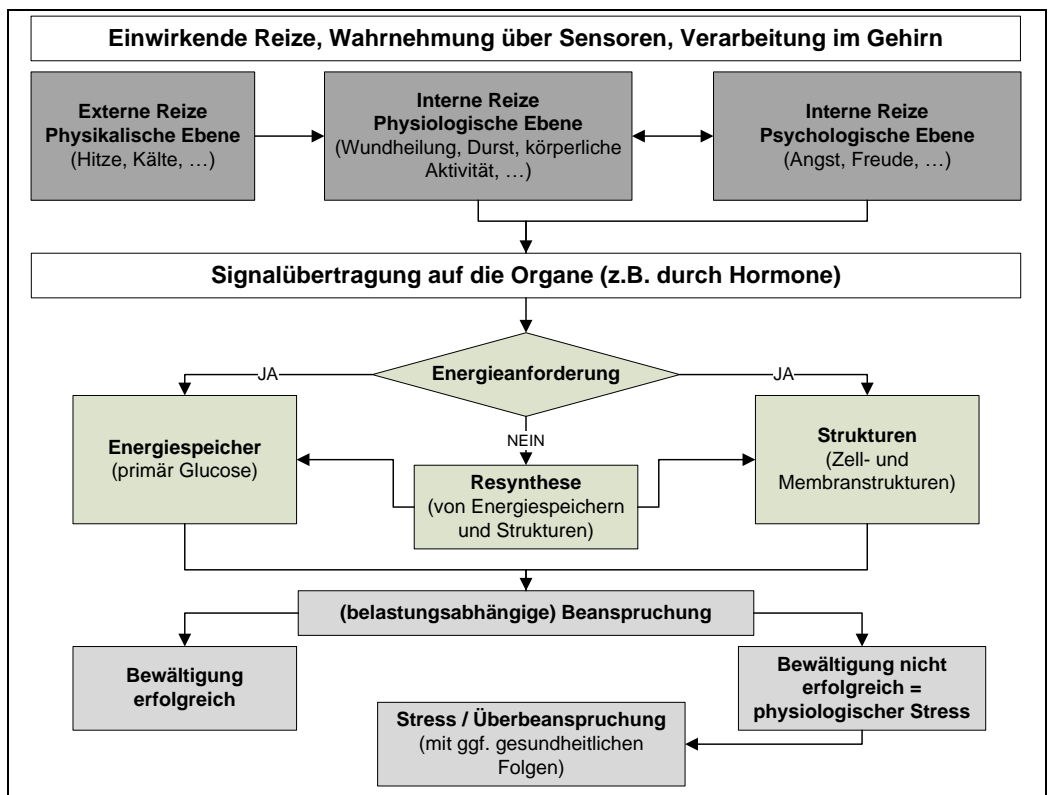 Einwirkende Reize, Wahrnehmung über Sensoren, Verarbeitung im Gehirn
Externe Reize
Physikalische Ebene
(Hitze, Kälte, …)
Interne Reize
Physiologische Ebene
(Wundheilung, Durst, körperliche
Aktivität, …)
Interne Reize
Psychologische Ebene
(Angst, Freude, …)
Signalübertragung auf die Organe (z.B. durch Hormone)
Energieanforderung
JA
JA
NEIN
Energiespeicher
(primär Glucose)
Resynthese
(von Energiespeichern
und Strukturen)
Strukturen
(Zell- und
Membranstrukturen)
(belastungsabhängige) Beanspruchung
Bewältigung
erfolgreich
Bewältigung nicht
erfolgreich =
physiologischer Stress
Stress / Überbeanspruchung
(mit ggf. gesundheitlichen
Folgen)